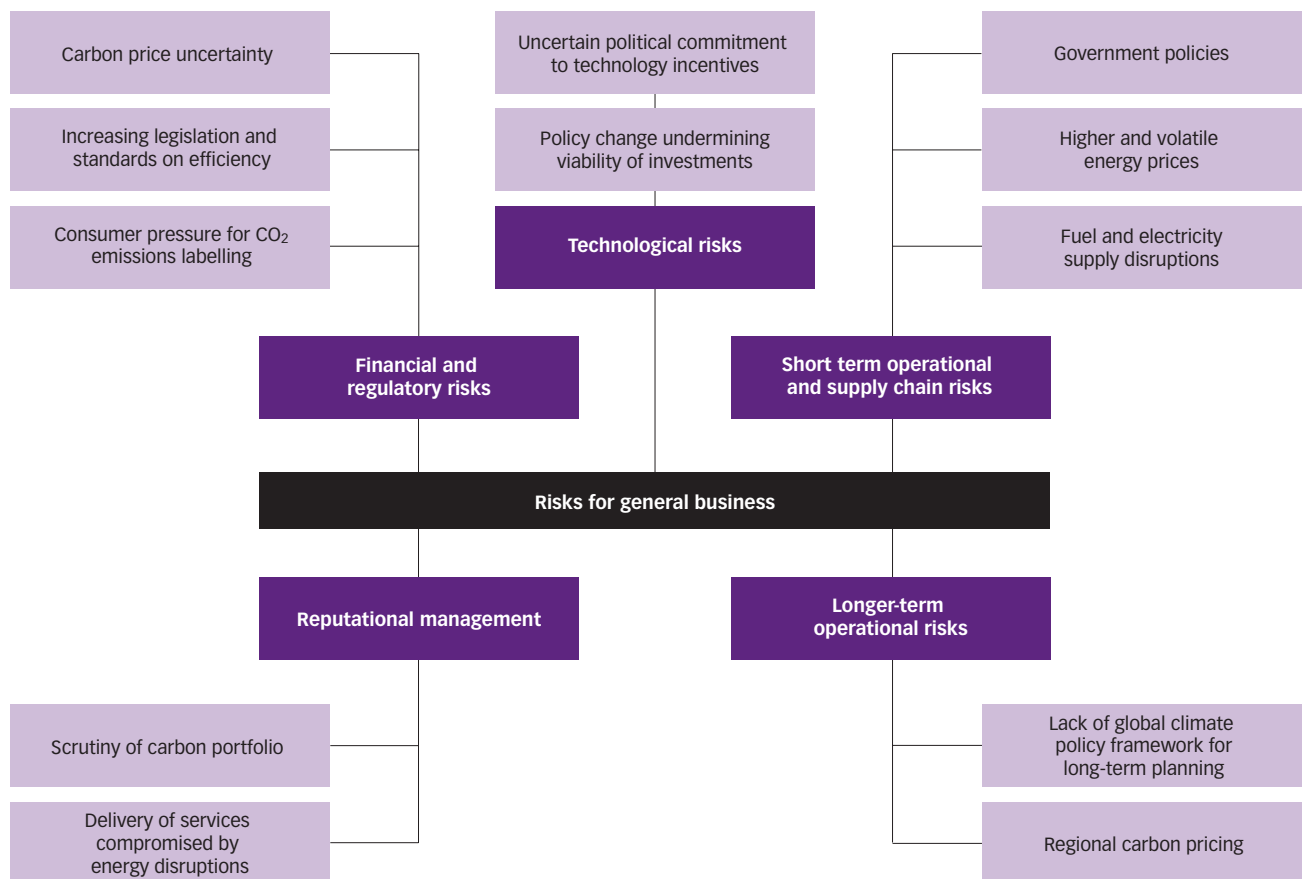 Carbon price uncertainty
Increasing legislation and
standards on efficiency
Consumer pressure for CO₂
emissions labelling
Uncertain political commitment
to technology incentives
Policy change undermining
viability of investments
Technological risks
Government policies
Higher and volatile
energy prices
Fuel and electricity
supply disruptions
Financial and
regulatory risks
Short term operational
and supply chain risks
Risks for general business
Reputational management
Longer-term
operational risks
Scrutiny of carbon portfolio
Delivery of services
compromised by
energy disruptions
Lack of global climate
policy framework for
long-term planning
Regional carbon pricing